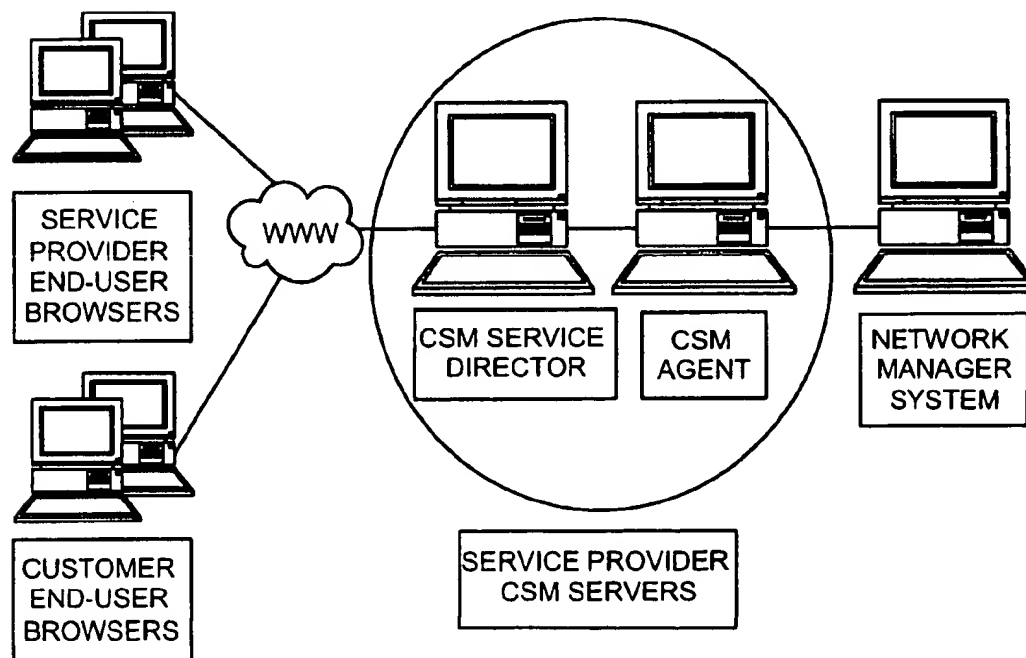 SERVICE
PROVIDER
END-USER
BROWSERS
CUSTOMER
END-USER
BROWSERS
WWW
CSM SERVICE
DIRECTOR
CSM
AGENT
NETWORK
MANAGER
SYSTEM
SERVICE PROVIDER
CSM SERVERS